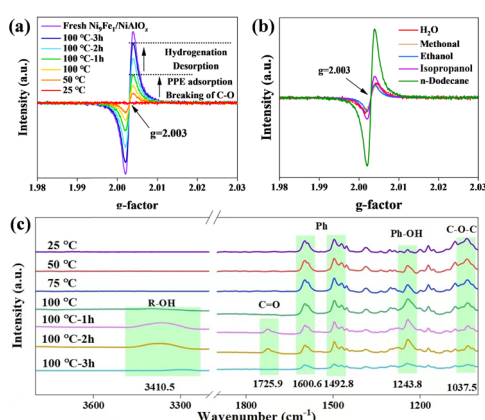 (a)
Fresh Ni9Fe1/NiAlOx
100 °C-3h
100 °C-2h
100 °C-1h
100 °C
50 °C
25 °C
Hydrogenation
Desorption
PPE adsorption
Breaking of C-O
g=2.003
Intensity (a.u.)
1.98 1.99 2.00 2.01 2.02 2.03
g-factor
(b)
H2O
Methonal
Ethanol
Isopropanol
n-Dodecane
g=2.003
Intensity (a.u.)
1.98 1.99 2.00 2.01 2.02 2.03
g-factor
(c)
Ph
Ph-OH
C-O-C
25 °C
50 °C
75 °C
100 °C
R-OH
C=O
100 °C-1h
100 °C-2h
100 °C-3h
3410.5
1725.9
1600.6
1492.8
1243.8
1037.5
Intensity (a.u.)
3600 3300 1800 1500 1200
Wavenumber (cm-1)